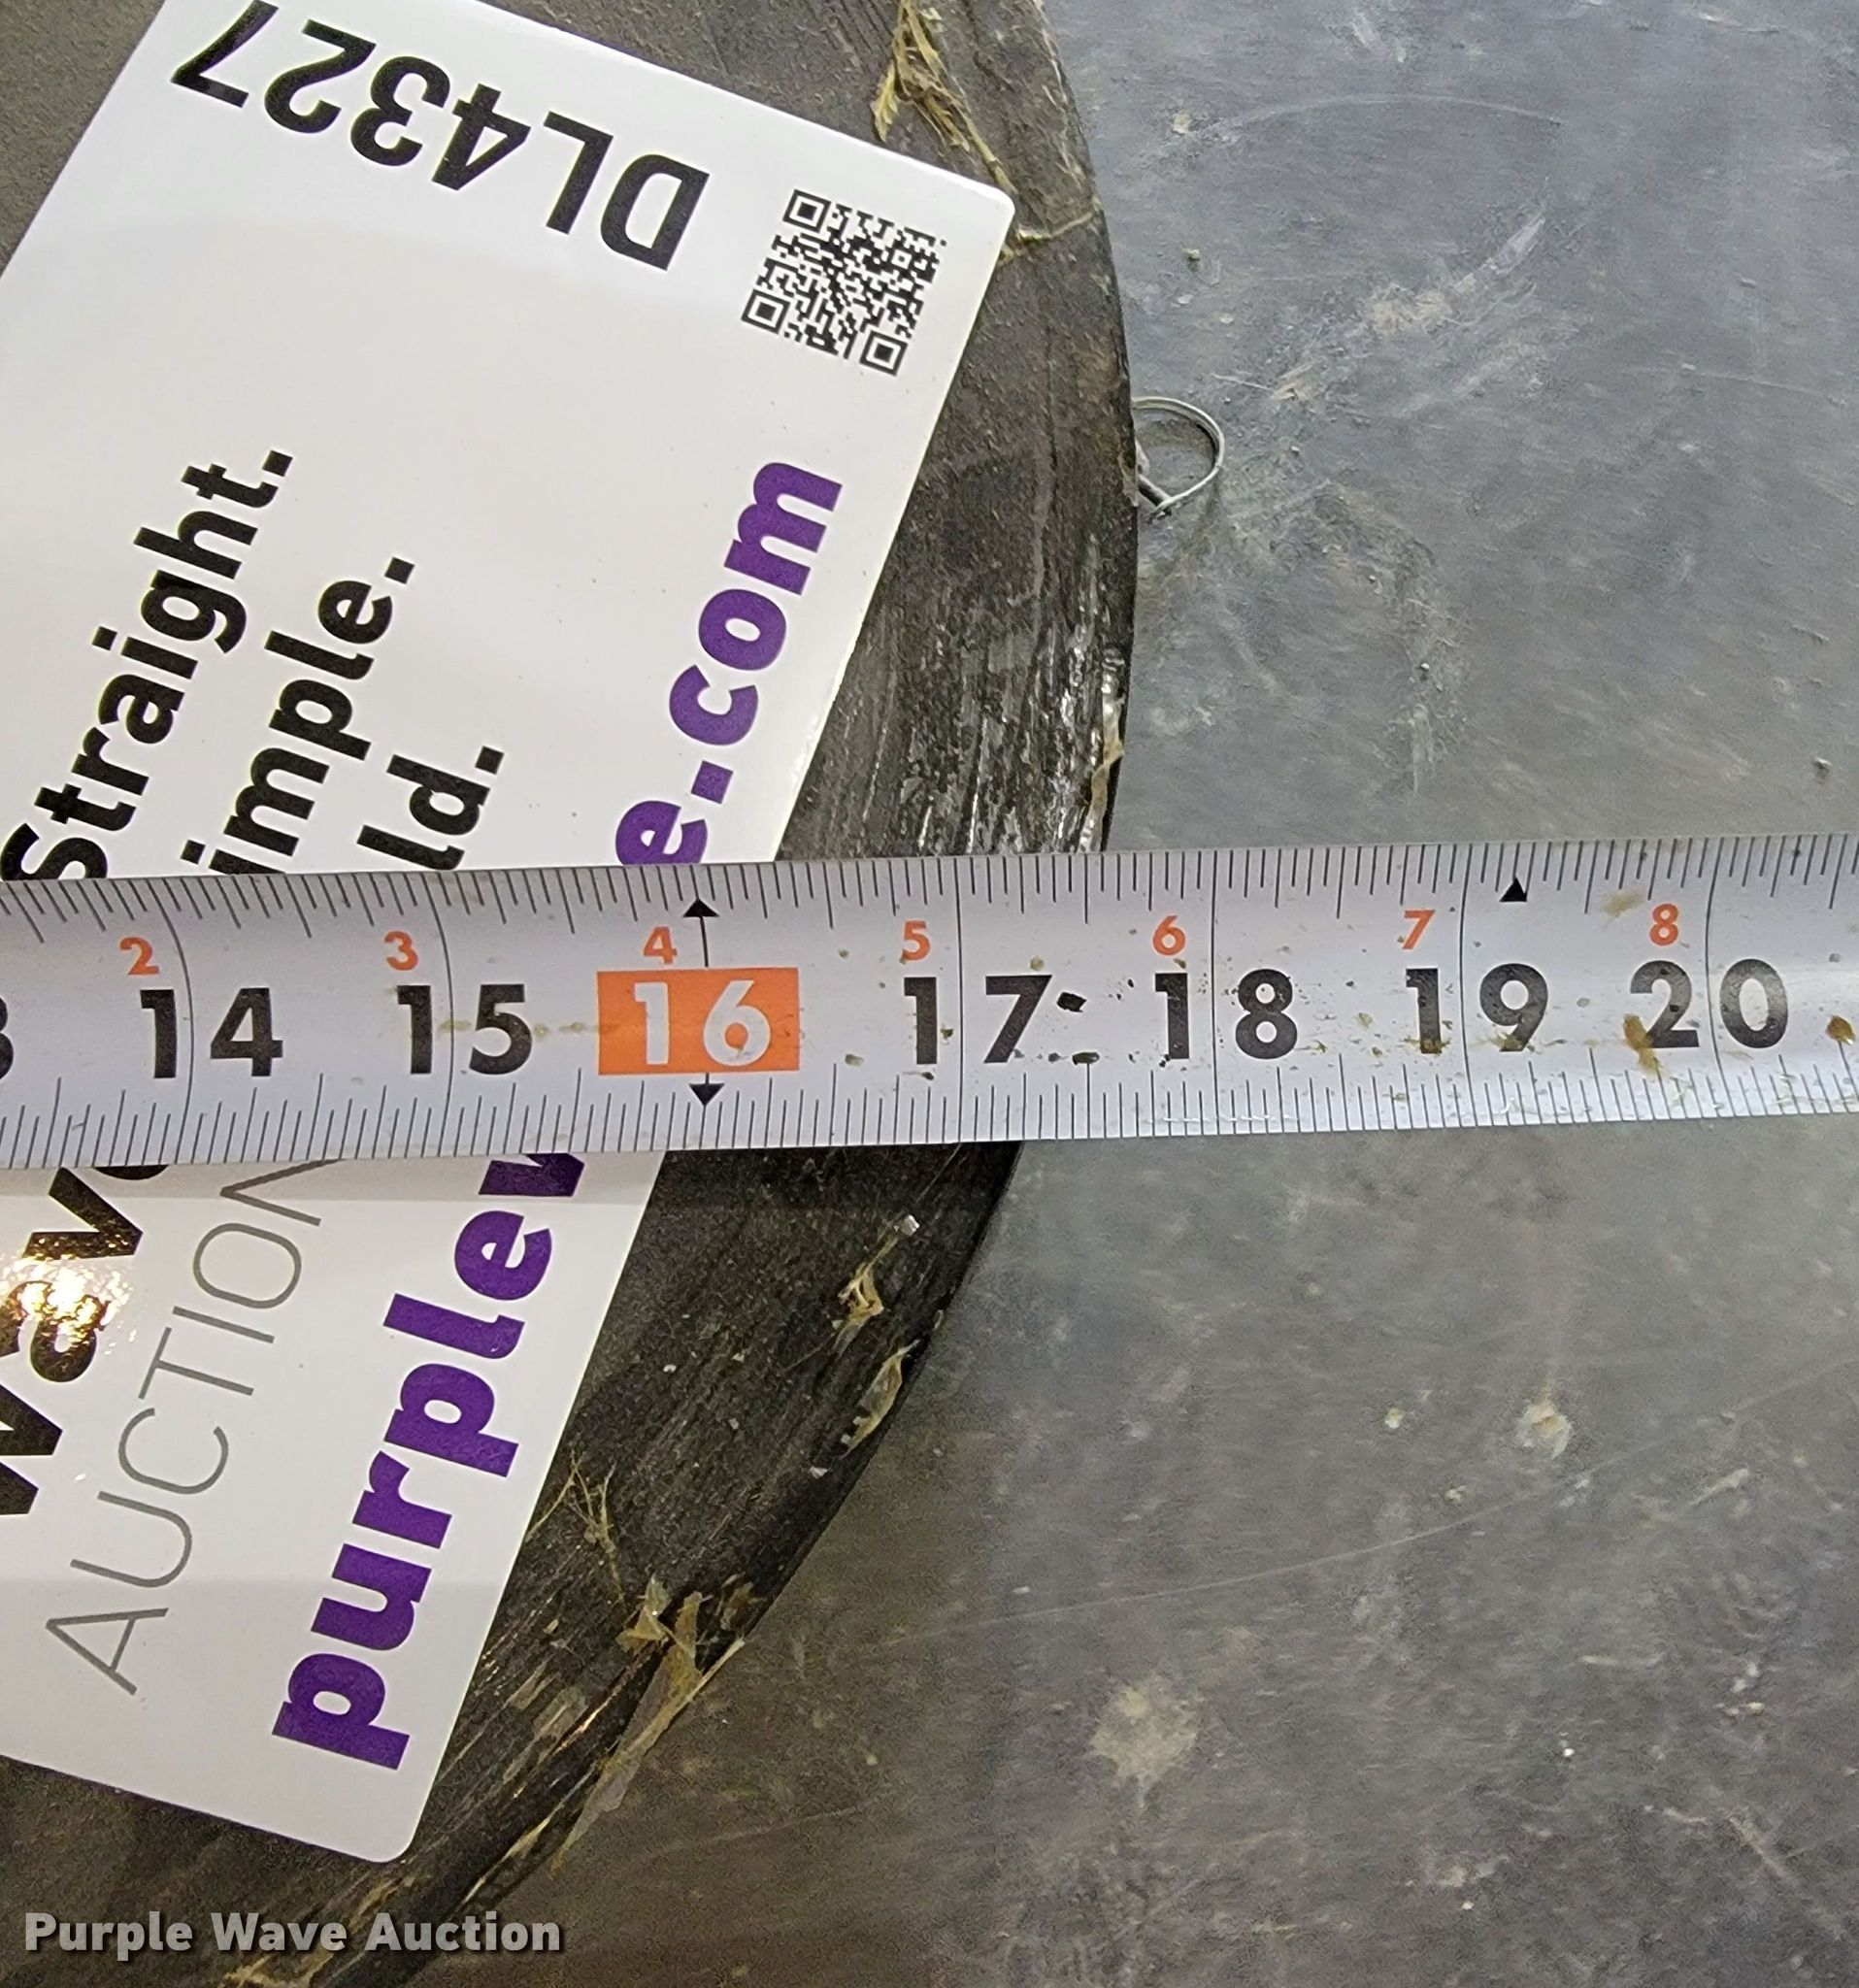 DL4327
Straight.
imple.
ld.
e.com
2 3 4 5 6 7 8
14 15 16 17 18 19 20
AUCTION
purplew
Purple Wave Auction